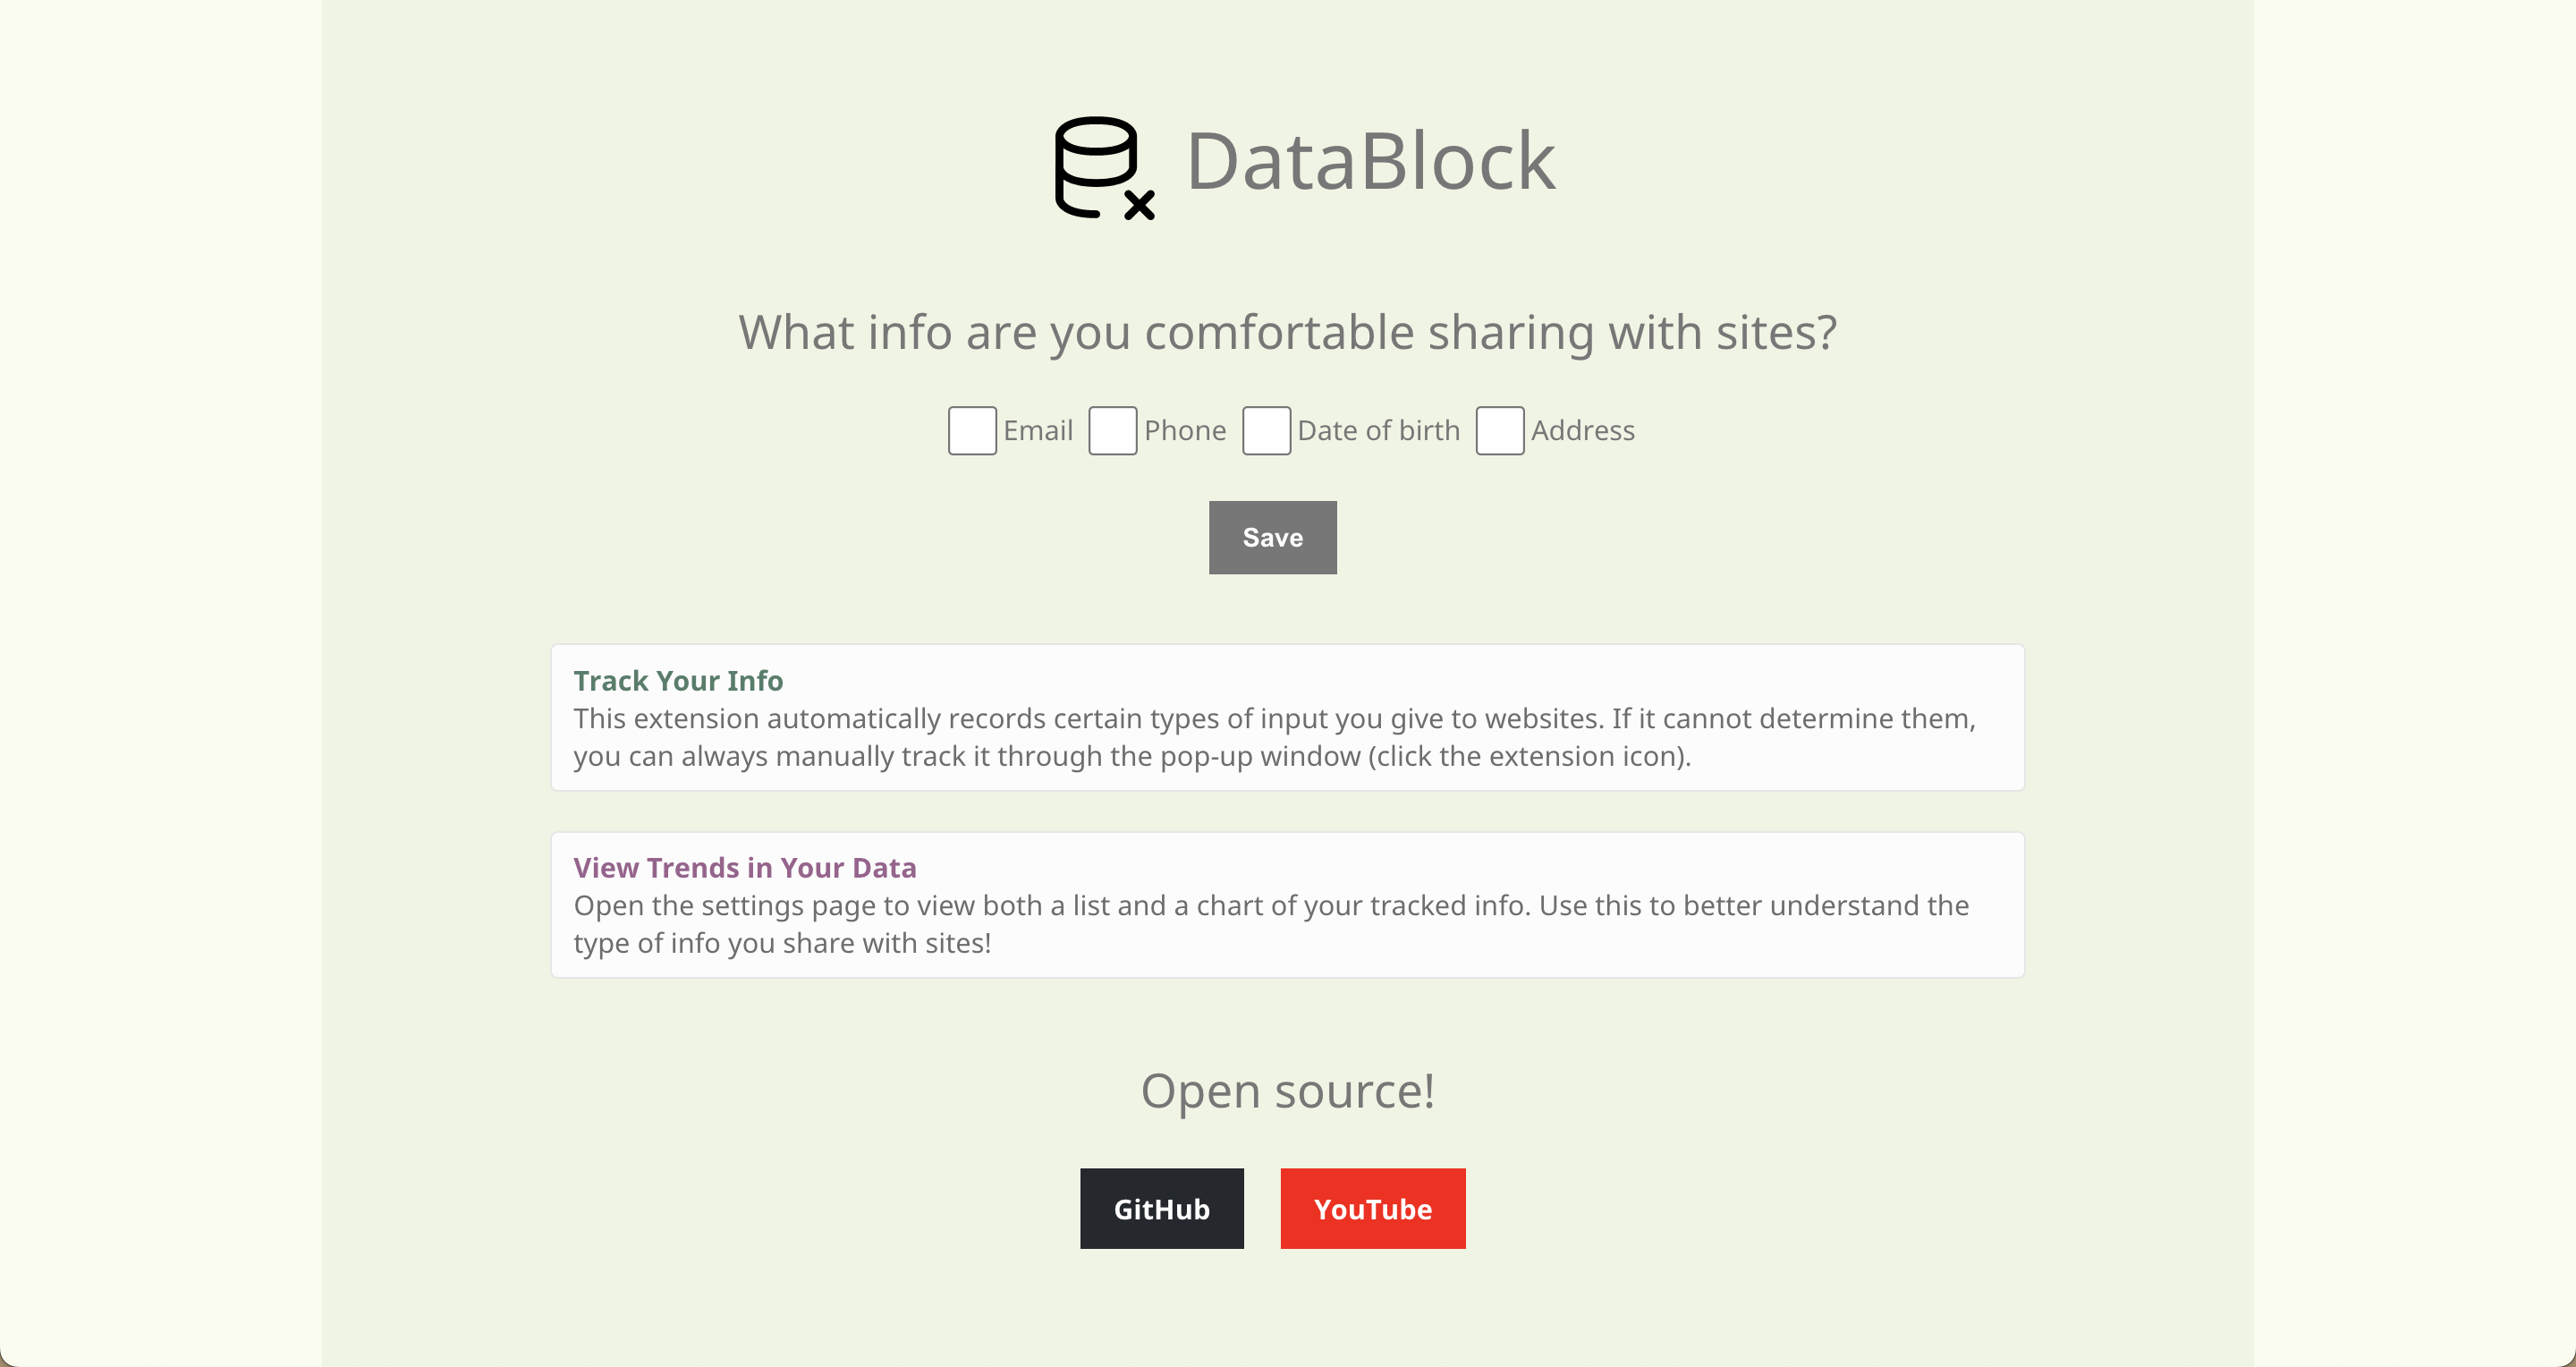 DataBlock
What info are you comfortable sharing with sites?
Email Phone Date of birth Address
Save
Track Your Info
This extension automatically records certain types of input you give to websites. If it cannot determine them,
you can always manually track it through the pop-up window (click the extension icon).
View Trends in Your Data
Open the settings page to view both a list and a chart of your tracked info. Use this to better understand the
type of info you share with sites!
Open source!
GitHub YouTube